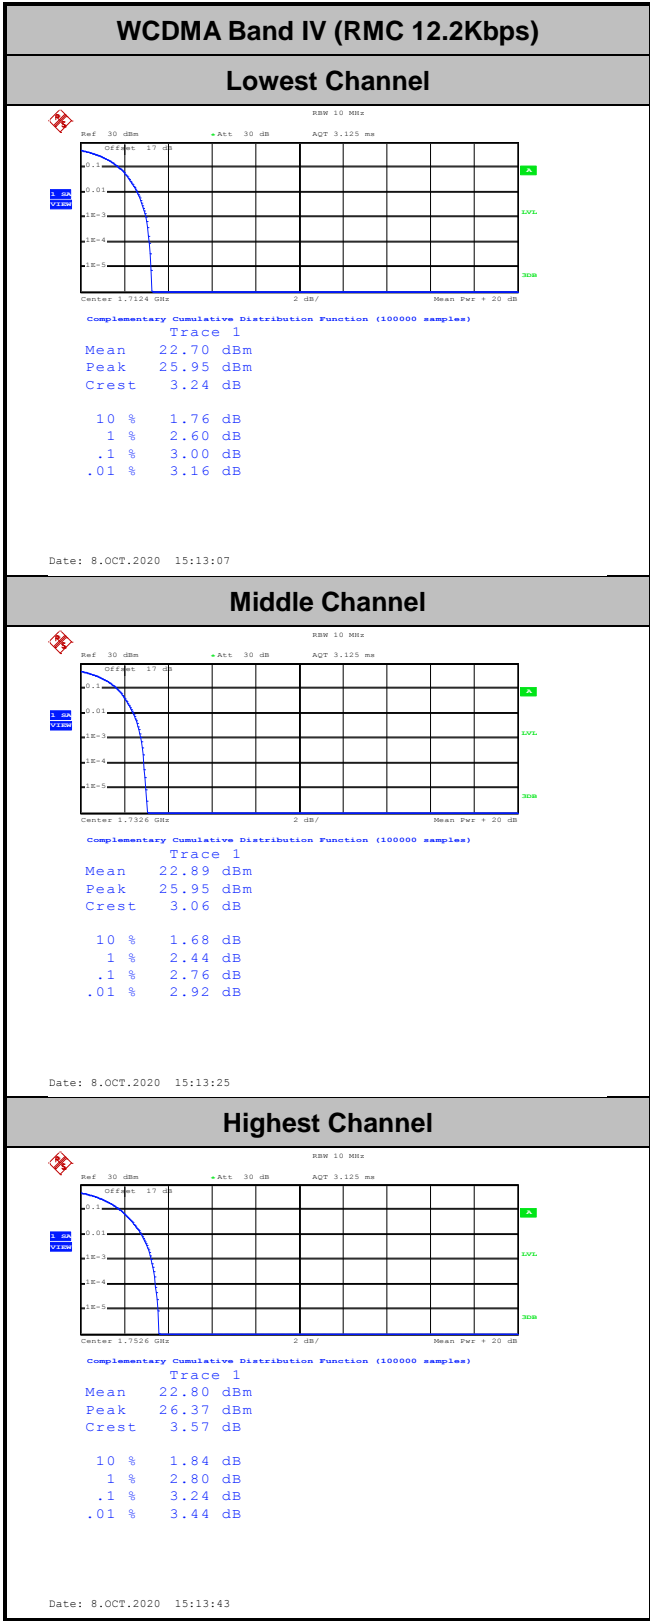 WCDMA Band IV (RMC 12.2Kbps)
Lowest Channel
RBW 10 MHz
Ref 30 dBm *Att 30 dB AQT 3.125 ms
Offset 17 dB
0.1
A
0.01
1 SA
VIEW
1E-3
LVL
1E-4
1E-5
3DB
Center 1.7124 GHz 2 dB/ Mean Pwr + 20 dB
Complementary Cumulative Distribution Function (100000 samples)
Trace 1
Mean 22.70 dBm
Peak 25.95 dBm
Crest 3.24 dB
10 % 1.76 dB
1 % 2.60 dB
.1 % 3.00 dB
.01 % 3.16 dB
Date: 8.OCT.2020 15:13:07
Middle Channel
RBW 10 MHz
Ref 30 dBm *Att 30 dB AQT 3.125 ms
Offset 17 dB
0.1
A
0.01
1 SA
VIEW
1E-3
LVL
1E-4
1E-5
3DB
Center 1.7326 GHz 2 dB/ Mean Pwr + 20 dB
Complementary Cumulative Distribution Function (100000 samples)
Trace 1
Mean 22.89 dBm
Peak 25.95 dBm
Crest 3.06 dB
10 % 1.68 dB
1 % 2.44 dB
.1 % 2.76 dB
.01 % 2.92 dB
Date: 8.OCT.2020 15:13:25
Highest Channel
RBW 10 MHz
Ref 30 dBm *Att 30 dB AQT 3.125 ms
Offset 17 dB
0.1
A
0.01
1 SA
VIEW
1E-3
LVL
1E-4
1E-5
3DB
Center 1.7526 GHz 2 dB/ Mean Pwr + 20 dB
Complementary Cumulative Distribution Function (100000 samples)
Trace 1
Mean 22.80 dBm
Peak 26.37 dBm
Crest 3.57 dB
10 % 1.84 dB
1 % 2.80 dB
.1 % 3.24 dB
.01 % 3.44 dB
Date: 8.OCT.2020 15:13:43